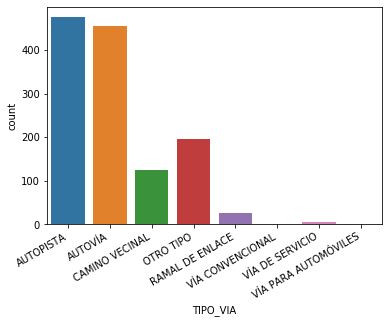 400
300
200
100
0
count
AUTOPISTA
AUTOVÍA
CAMINO VECINAL
OTRO TIPO
RAMAL DE ENLACE
VÍA CONVENCIONAL
VÍA DE SERVICIO
VÍA PARA AUTOMÓVILES
TIPO_VIA